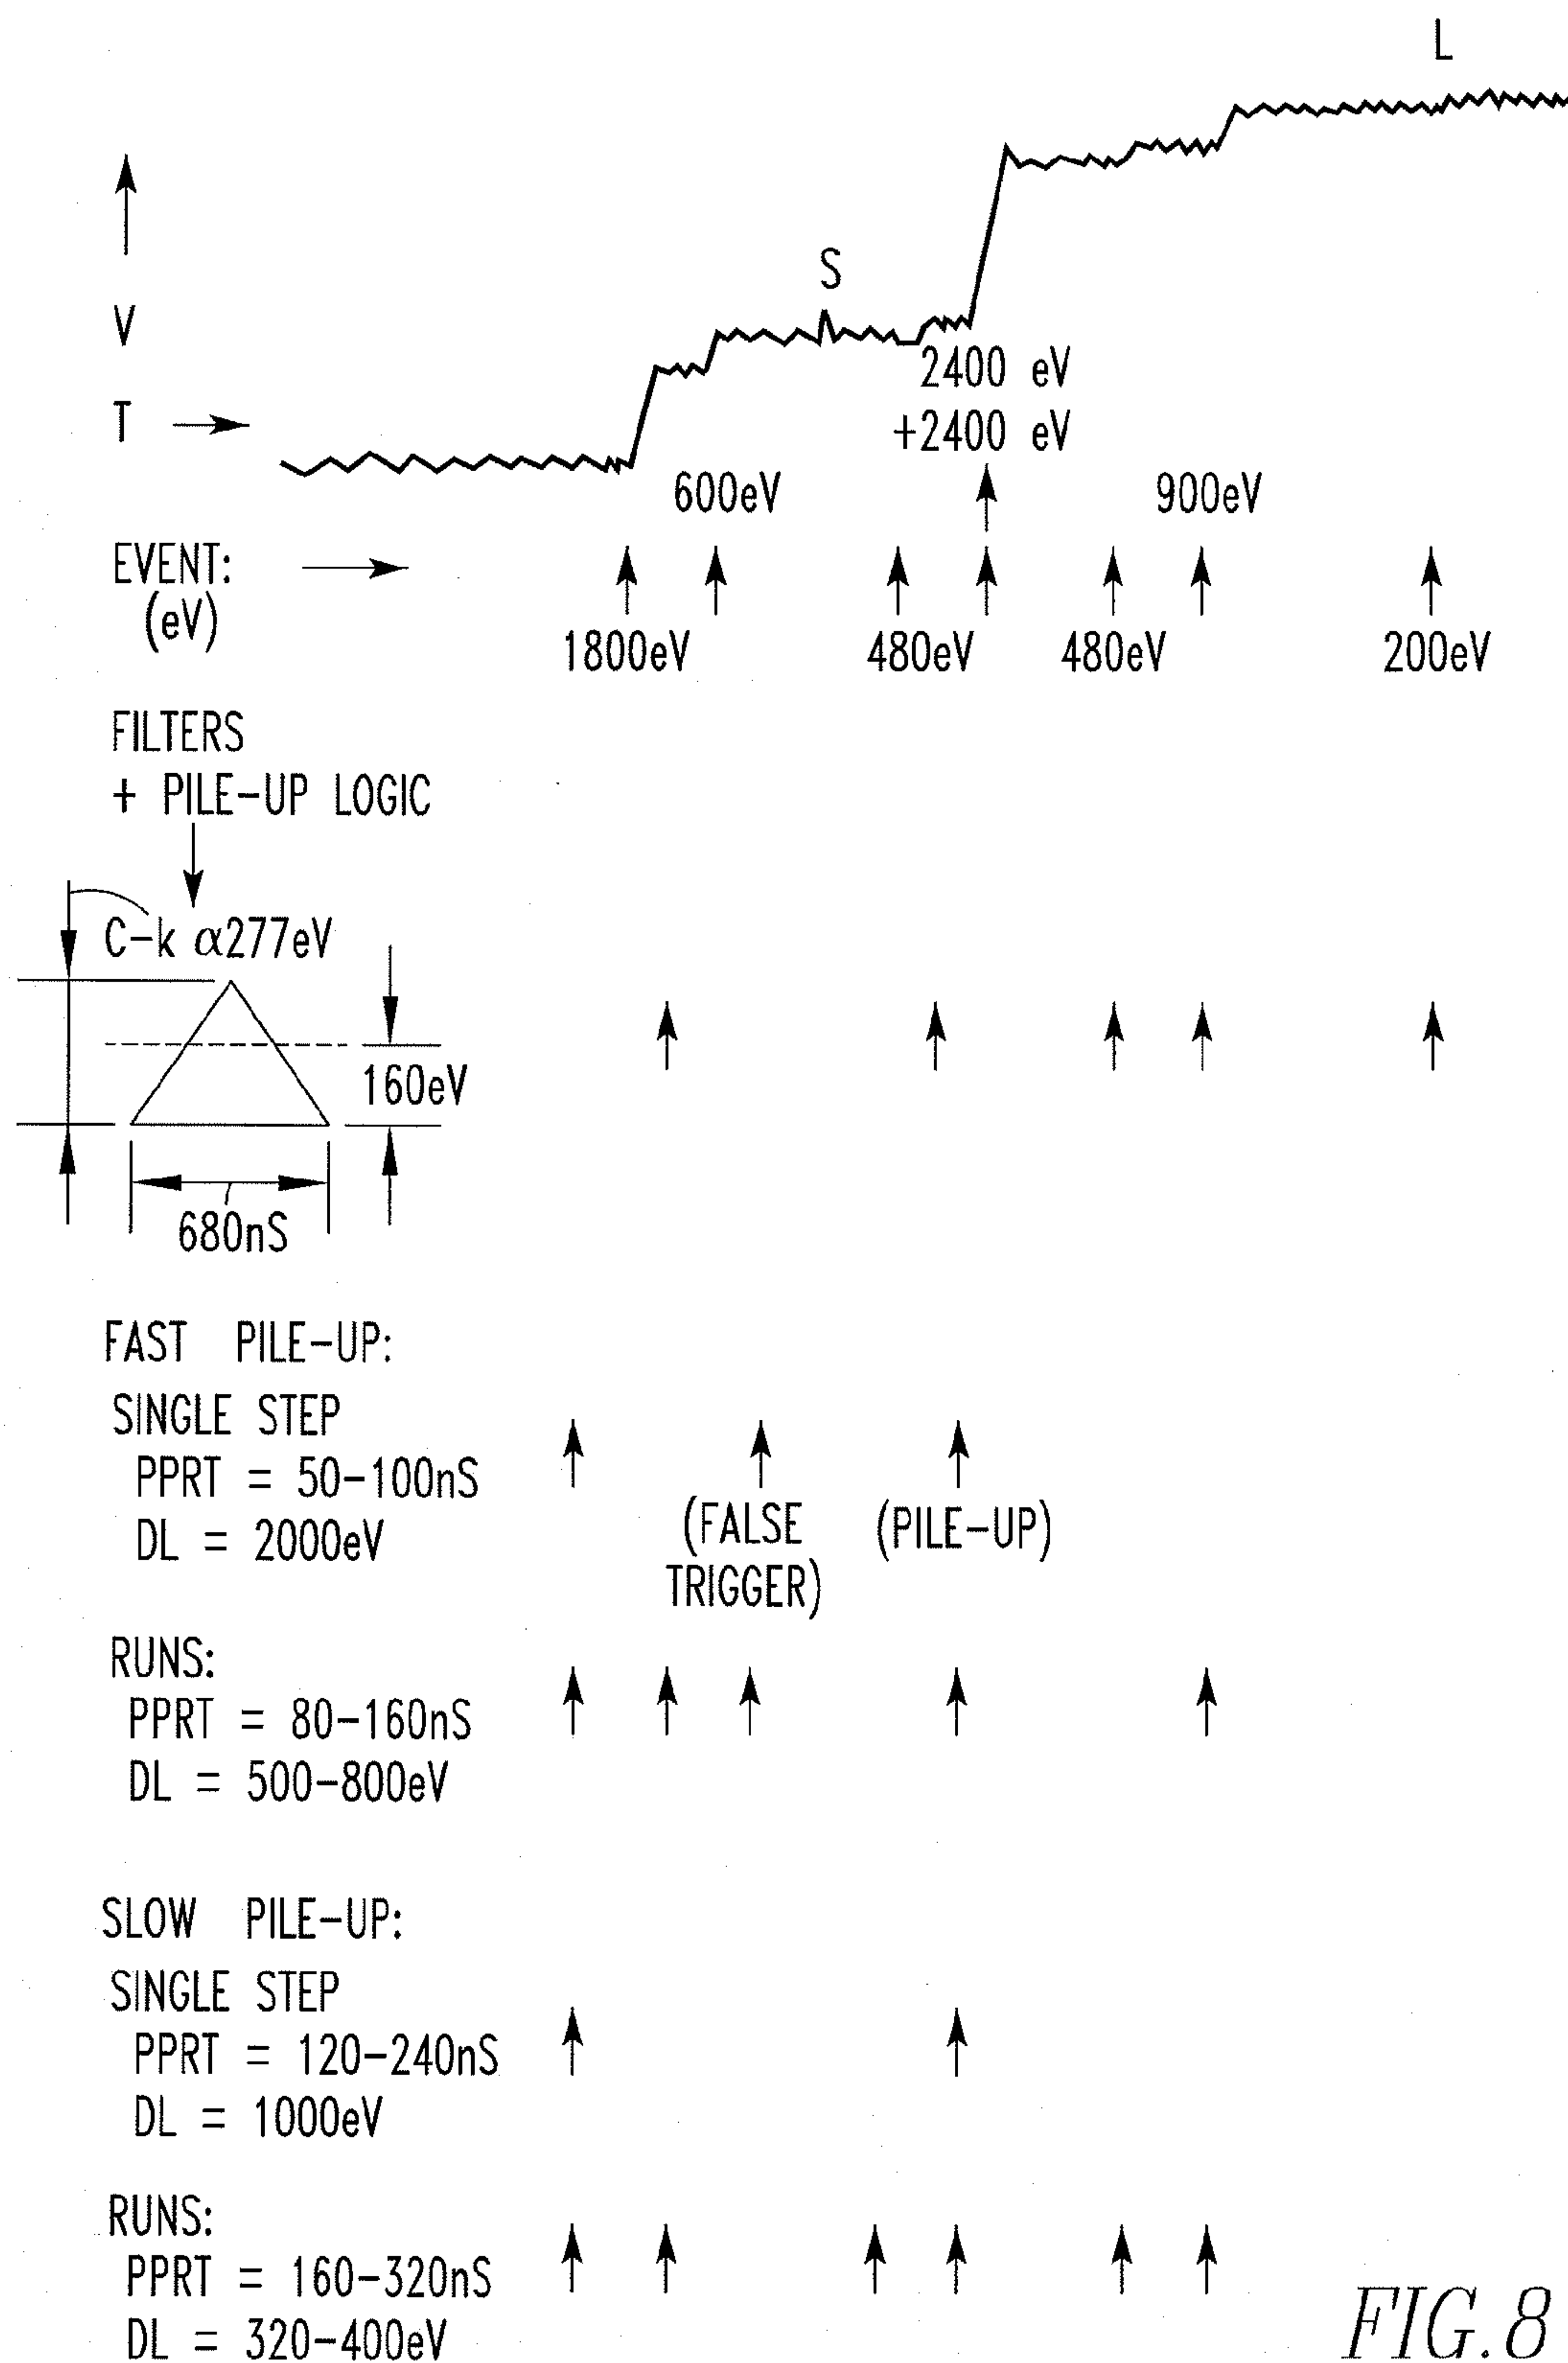 L
V
S
T
2400 eV
+2400 eV
600eV
900eV
EVENT:
(eV)
1800eV
480eV
480eV
200eV
FILTERS
+ PILE-UP LOGIC
C-k α277eV
160eV
680nS
FAST PILE-UP:
SINGLE STEP
PPRT = 50-100nS
DL = 2000eV
(FALSE
TRIGGER)
(PILE-UP)
RUNS:
PPRT = 80-160nS
DL = 500-800eV
SLOW PILE-UP:
SINGLE STEP
PPRT = 120-240nS
DL = 1000eV
RUNS:
PPRT = 160-320nS
DL = 320-400eV
FIG.8